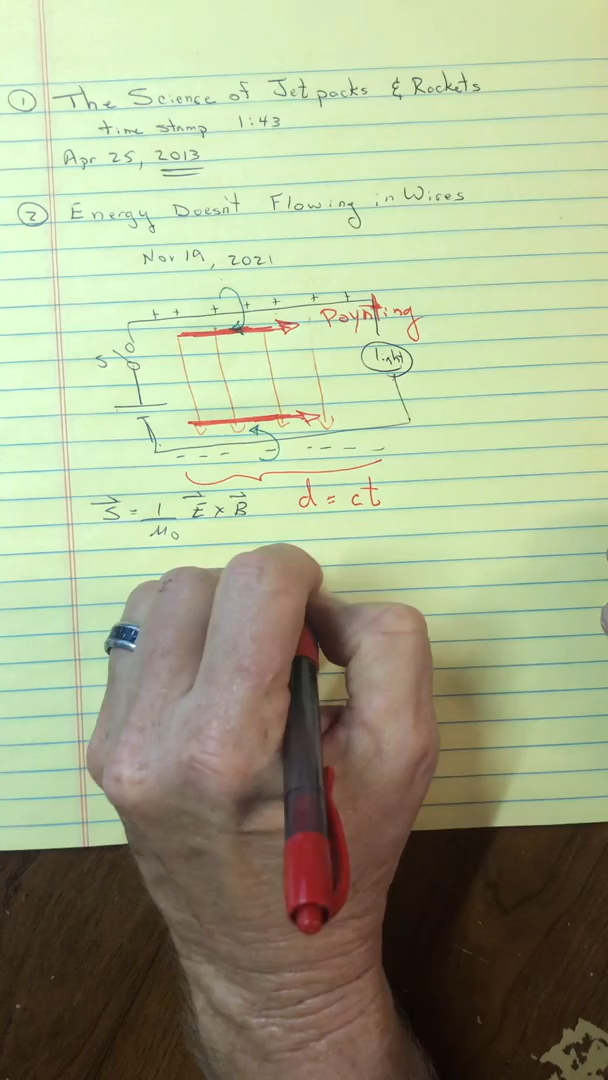 ① The Science of Jetpacks & Rockets
time stamp 1:43
Apr 25, 2013
② Energy Doesn't Flowing in Wires
Nov 19, 2021
+ + + + + + +
Poynting
S
light
- - - - - - -
d = ct
S = 1/μ₀ E × B